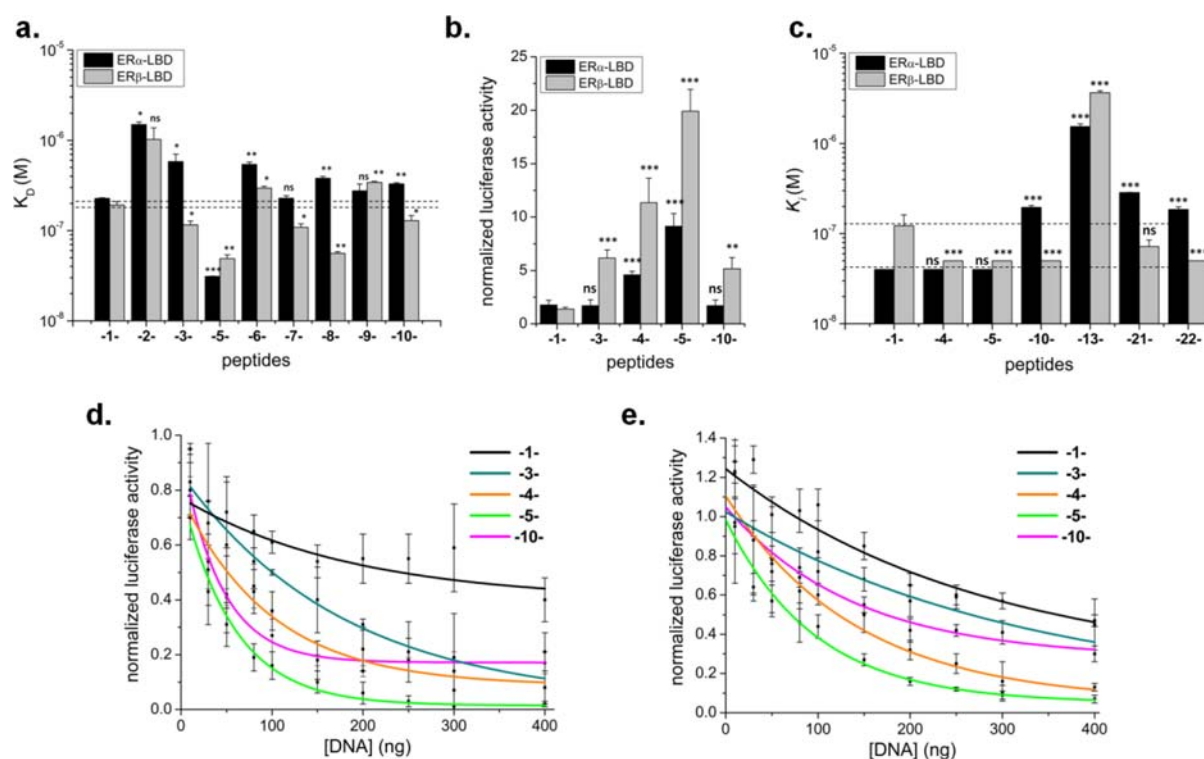 a.
10⁻⁵
10⁻⁶
10⁻⁷
10⁻⁸
K_D (M)
ERα-LBD
ERβ-LBD
* ns * *** ** ** * ns * ** ** ns ** ** *
-1- -2- -3- -5- -6- -7- -8- -9- -10-
peptides
b.
25
20
15
10
5
0
normalized luciferase activity
ERα-LBD
ERβ-LBD
ns *** *** *** *** *** ns **
-1- -3- -4- -5- -10-
peptides
c.
10⁻⁵
10⁻⁶
10⁻⁷
10⁻⁸
K_i (M)
ERα-LBD
ERβ-LBD
ns *** ns *** *** *** *** *** *** ns *** ***
-1- -4- -5- -10- -13- -21- -22-
peptides
d.
1.0
0.8
0.6
0.4
0.2
0.0
normalized luciferase activity
-1-
-3-
-4-
-5-
-10-
0 100 200 300 400
[DNA] (ng)
e.
1.4
1.2
1.0
0.8
0.6
0.4
0.2
0.0
normalized luciferase activity
-1-
-3-
-4-
-5-
-10-
0 100 200 300 400
[DNA] (ng)